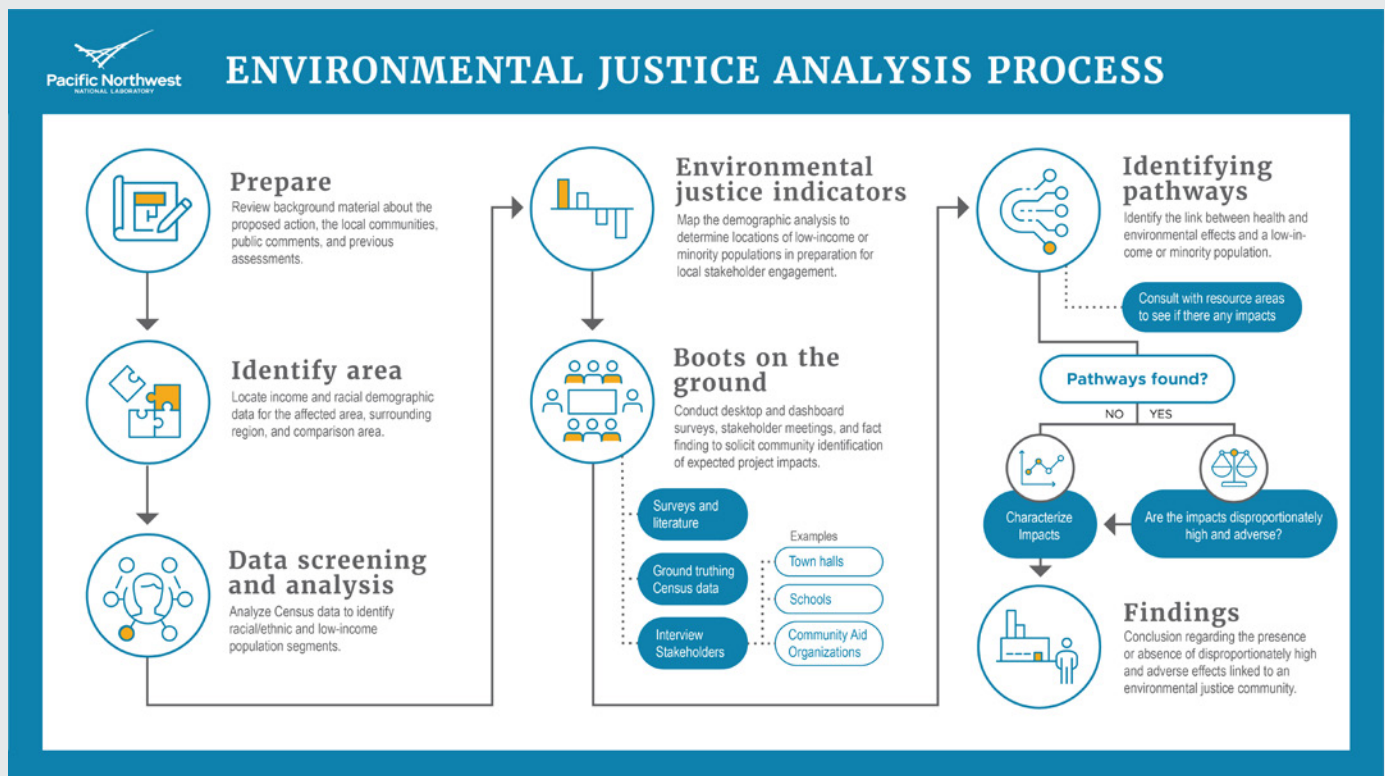 Pacific Northwest
NATIONAL LABORATORY
ENVIRONMENTAL JUSTICE ANALYSIS PROCESS
Prepare
Review background material about the
proposed action, the local communities,
public comments, and previous
assessments.
Identify area
Locate income and racial demographic
data for the affected area, surrounding
region, and comparison area.
Data screening
and analysis
Analyze Census data to identify
racial/ethnic and low-income
population segments.
Environmental
justice indicators
Map the demographic analysis to
determine locations of low-income or
minority populations in preparation for
local stakeholder engagement.
Boots on the
ground
Conduct desktop and dashboard
surveys, stakeholder meetings, and fact
finding to solicit community identification
of expected project impacts.
Surveys and
literature
Ground truthing
Census data
Interview
Stakeholders
Examples
Town halls
Schools
Community Aid
Organizations
Identifying
pathways
Identify the link between health and
environmental effects and a low-in-
come or minority population.
Consult with resource areas
to see if there any impacts
Pathways found?
NO YES
Characterize
Impacts
Are the impacts disproportionately
high and adverse?
Findings
Conclusion regarding the presence
or absence of disproportionately high
and adverse effects linked to an
environmental justice community.